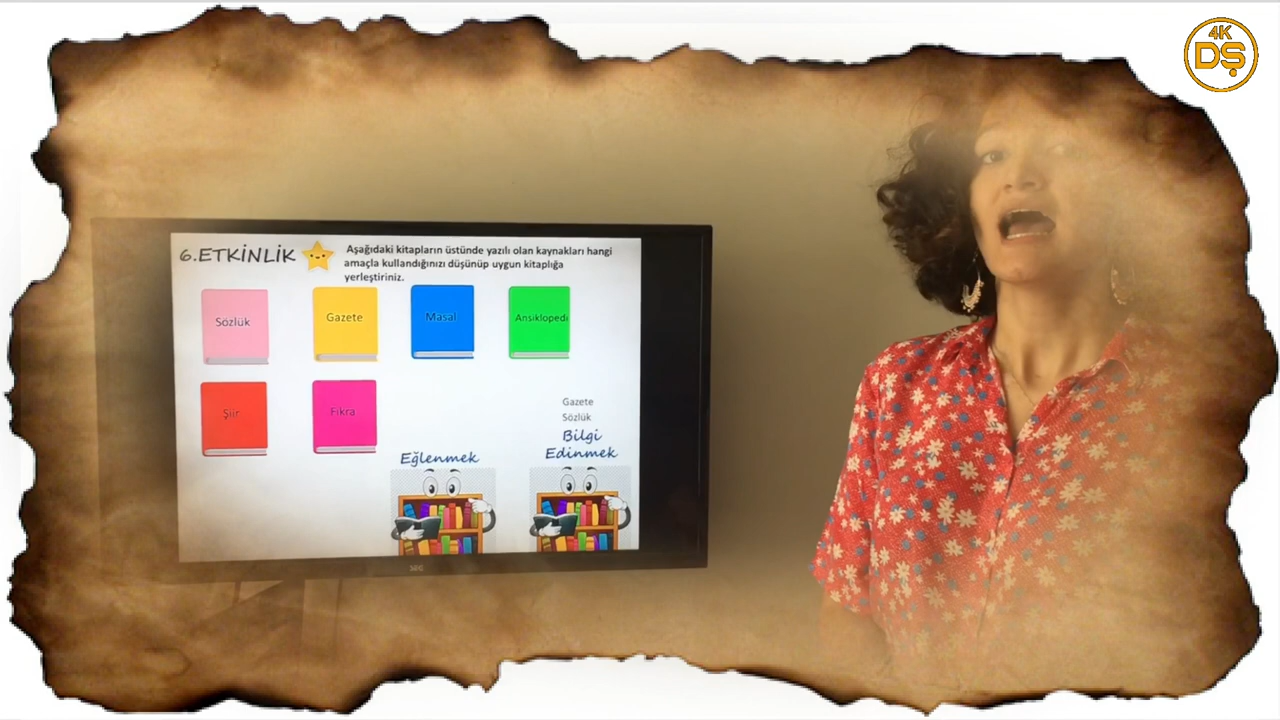 4K
DŞ
6.ETKİNLİK
Aşağıdaki kitapların üstünde yazılı olan kaynakları hangi
amaçla kullandığınızı düşünüp uygun kitaplığa
yerleştiriniz.
Sözlük
Gazete
Masal
Ansiklopedi
Şiir
Fıkra
Gazete
Sözlük
Bilgi
Edinmek
Eğlenmek